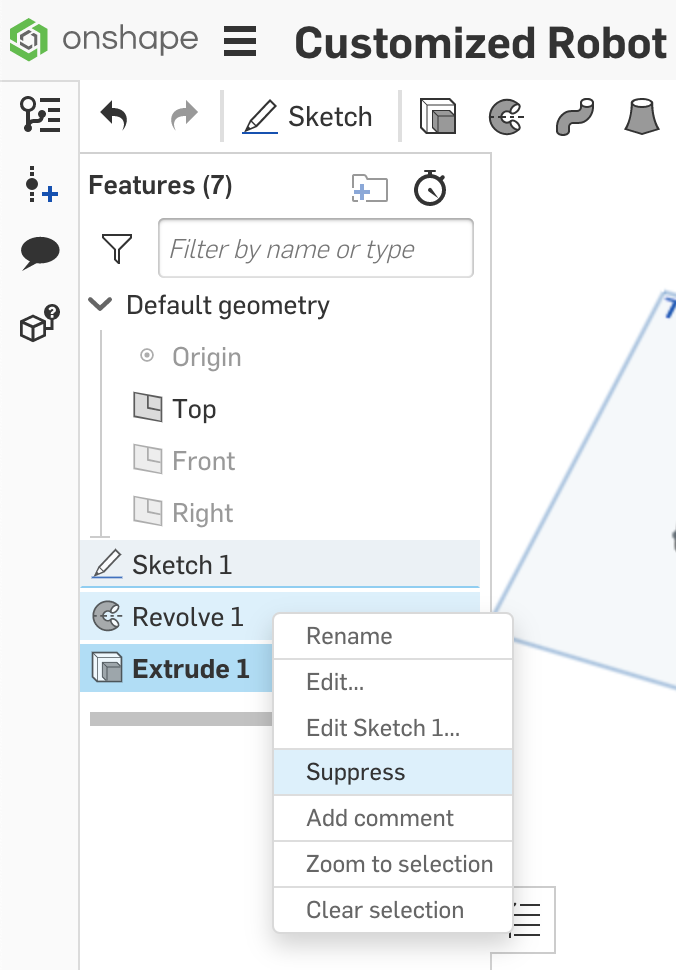 onshape
Customized Robot
Sketch
Features (7)
Filter by name or type
Default geometry
Origin
Top
Front
Right
Sketch 1
Revolve 1
Extrude 1
Rename
Edit...
Edit Sketch 1...
Suppress
Add comment
Zoom to selection
Clear selection